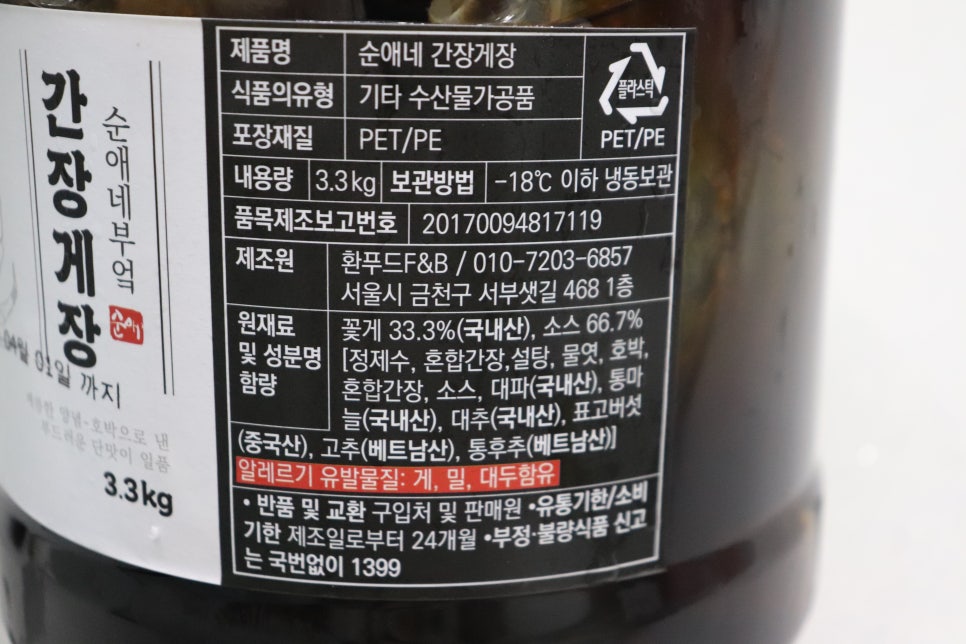 간장게장
순애네부엌
순애
04월 01일 까지
부드러운 단맛이 일품
3.3kg
제품명 순애네 간장게장
식품의유형 기타 수산물가공품
포장재질 PET/PE
플라스틱
PET/PE
내용량 3.3kg 보관방법 -18℃ 이하 냉동보관
품목제조보고번호 20170094817119
제조원 환푸드F&B / 010-7203-6857
서울시 금천구 서부샛길 468 1층
원재료 및 성분명 함량
꽃게 33.3%(국내산), 소스 66.7%
[정제수, 혼합간장,설탕, 물엿, 호박,
혼합간장, 소스, 대파(국내산), 통마
늘(국내산), 대추(국내산), 표고버섯
(중국산), 고추(베트남산), 통후추(베트남산)]
알레르기 유발물질: 게, 밀, 대두함유
• 반품 및 교환 구입처 및 판매원 •유통기한/소비
기한 제조일로부터 24개월 •부정·불량식품 신고
는 국번없이 1399